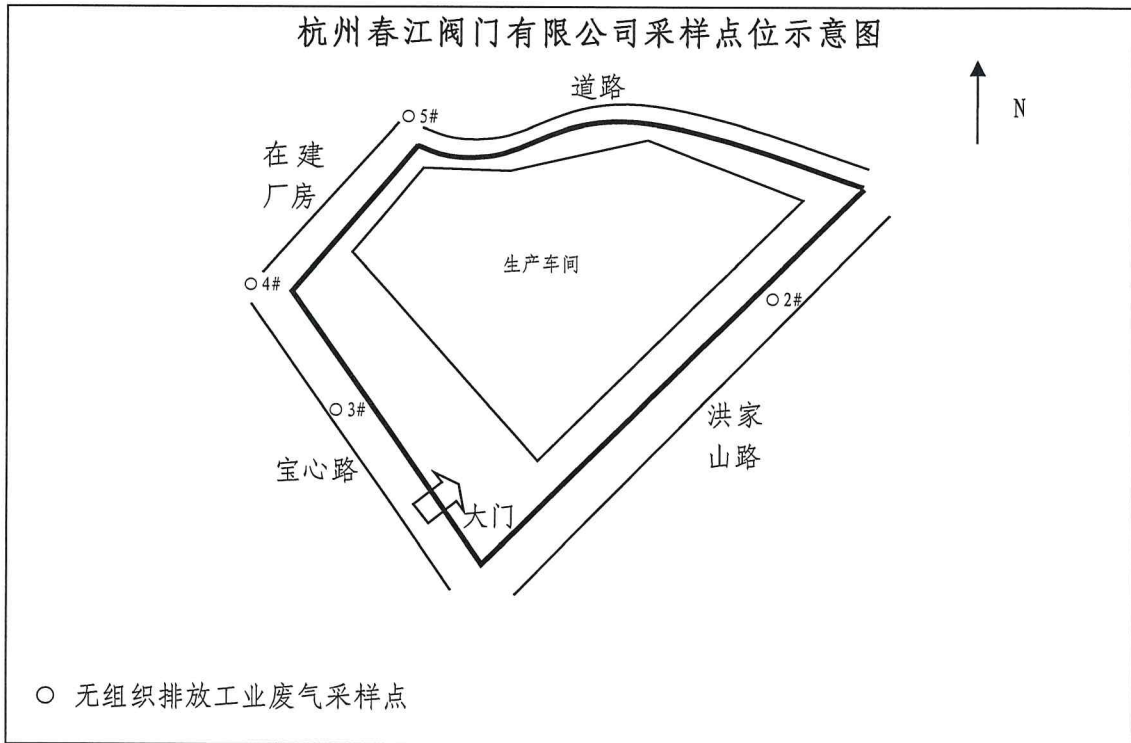 杭州春江阀门有限公司采样点位示意图
道路
N
5#
在建
厂房
生产车间
4#
2#
3#
洪家
山路
宝心路
大门
无组织排放工业废气采样点